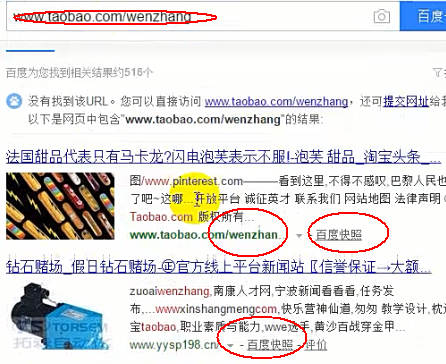 www.taobao.com/wenzhang
百度
百度为您找到相关结果约516个
没有找到该URL。您可以直接访问 www.taobao.com/wenzhang，还可提交网址给我
以下是网页中包含"www.taobao.com/wenzhang"的结果:
法国甜品代表只有马卡龙?闪电泡芙表示不服!-泡芙 甜品_淘宝头条_...
图/www.pinterest.com————看到这里,不得不感叹,巴黎人民也
了吧~这哪...开放平台 诚征英才 联系我们 网站地图 法律声明
Taobao.com 版权所有...
www.taobao.com/wenzhan - 百度快照
钻石赌场_假日钻石赌场-㊣官方线上平台新闻站〖信誉保证→大额...
zuoaiwenzhang,南康人才网,宁波新闻看看看,任务发
布,...wwwxinshangmengcom,快乐营神仙道,匆匆 教学设计,枕
宝taobao,职业素质与能力,wwe选手,黄沙百战穿金甲...
www.yysp198.cn/ - 百度快照 - 评价
TORSEM